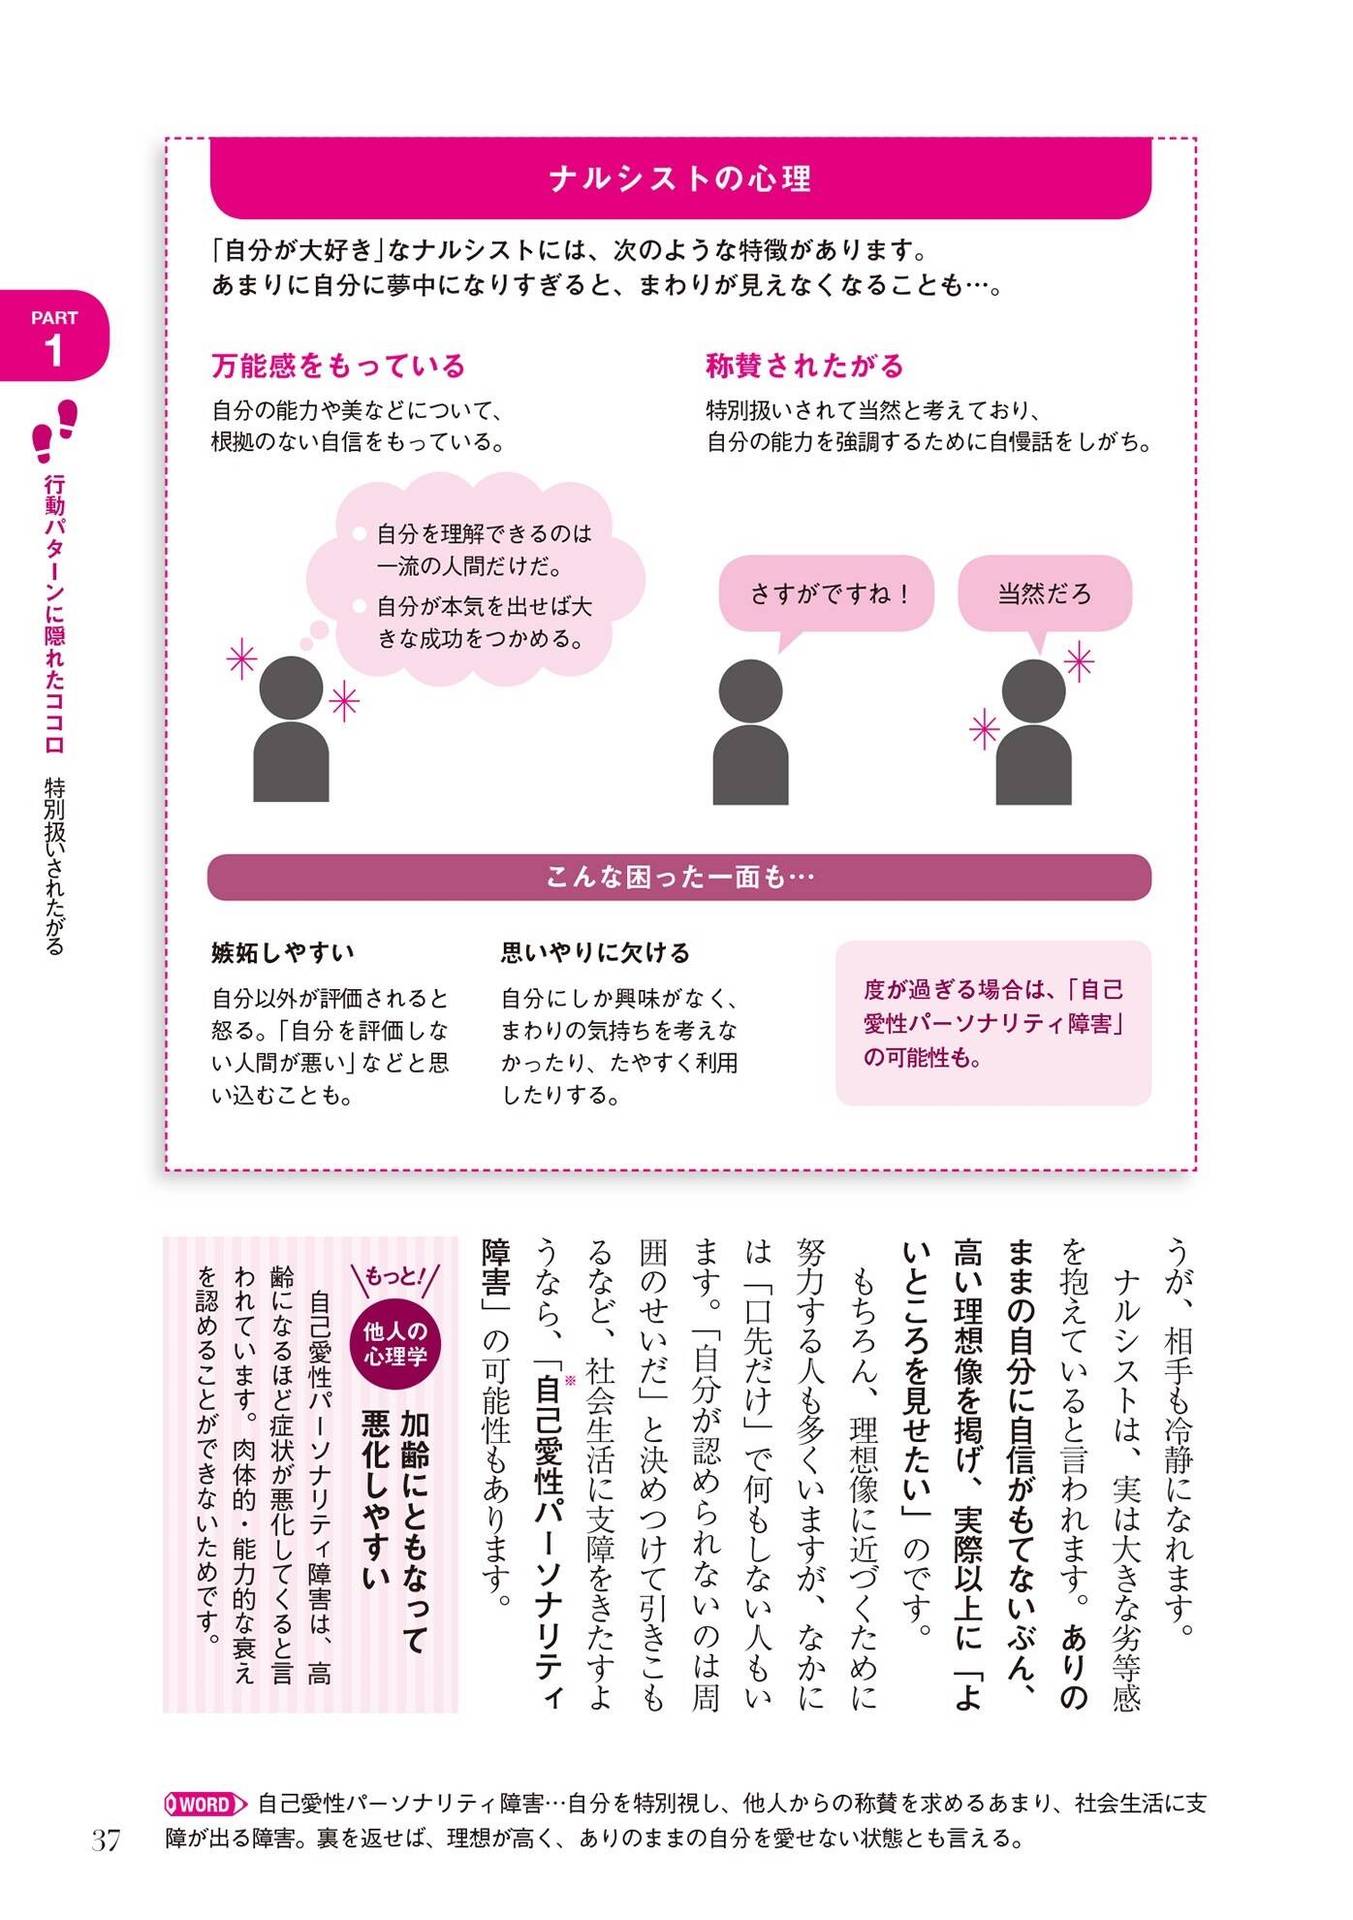 ナルシストの心理
「自分が大好き」なナルシストには、次のような特徴があります。
あまりに自分に夢中になりすぎると、まわりが見えなくなることも…。
PART
1
行動パターンに隠れたココロ 特別扱いされたがる
万能感をもっている
自分の能力や美などについて、
根拠のない自信をもっている。
自分を理解できるのは
一流の人間だけだ。
自分が本気を出せば大
きな成功をつかめる。
称賛されたがる
特別扱いされて当然と考えており、
自分の能力を強調するために自慢話をしがち。
さすがですね！
当然だろ
こんな困った一面も…
嫉妬しやすい
自分以外が評価されると
怒る。「自分を評価しな
い人間が悪い」などと思
い込むことも。
思いやりに欠ける
自分にしか興味がなく、
まわりの気持ちを考えな
かったり、たやすく利用
したりする。
度が過ぎる場合は、「自己
愛性パーソナリティ障害」
の可能性も。
うが、相手も冷静になれます。
ナルシストは、実は大きな劣等感
を抱えていると言われます。ありの
ままの自分に自信がもてないぶん、
高い理想像を掲げ、実際以上に「よ
いところを見せたい」のです。
もちろん、理想像に近づくために
努力する人も多くいますが、なかに
は「口先だけ」で何もしない人もい
ます。「自分が認められないのは周
囲のせいだ」と決めつけて引きこも
るなど、社会生活に支障をきたすよ
うなら、「※自己愛性パーソナリティ
障害」の可能性もあります。
もっと！
他人の
心理学
加齢にともなって
悪化しやすい
自己愛性パーソナリティ障害は、高
齢になるほど症状が悪化してくると言
われています。肉体的・能力的な衰え
を認めることができないためです。
WORD 自己愛性パーソナリティ障害…自分を特別視し、他人からの称賛を求めるあまり、社会生活に支
障が出る障害。裏を返せば、理想が高く、ありのままの自分を愛せない状態とも言える。
37